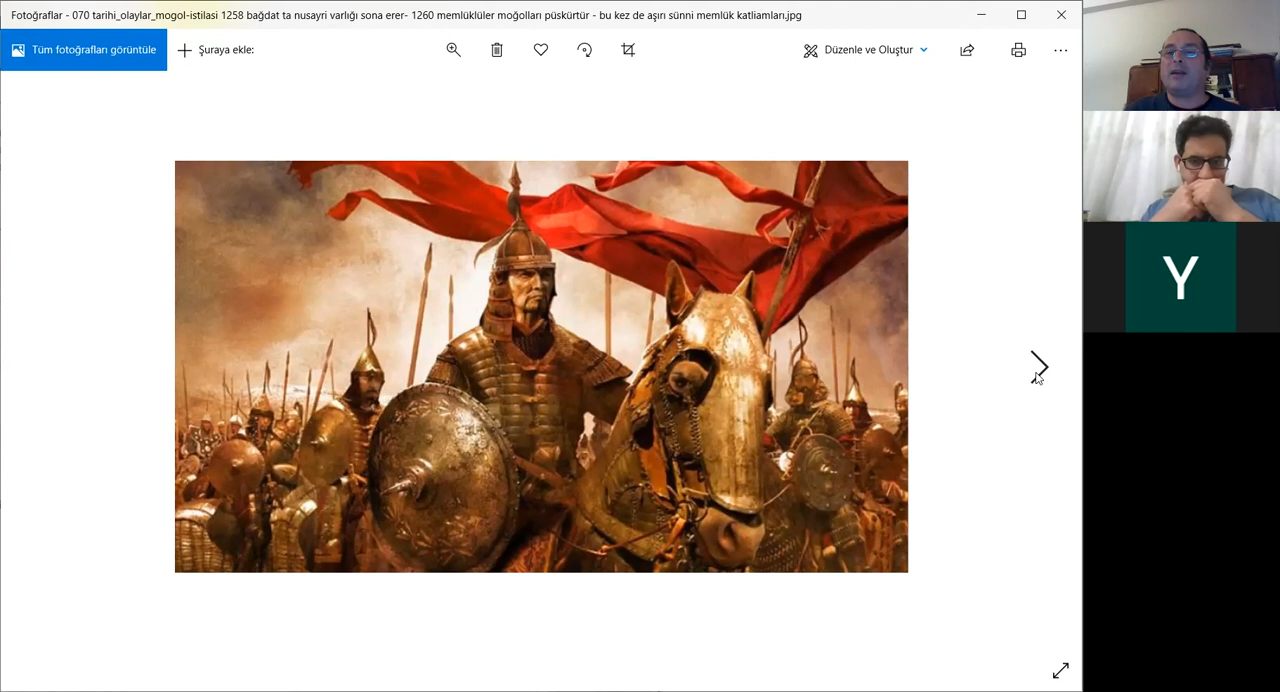 Fotoğraflar - 070 tarihi_olaylar_mogol-istilasi 1258 bağdat ta nusayri varlığı sona erer- 1260 memlüklüler moğolları püskürtür - bu kez de aşırı sünni memlük katliamları.jpg
Tüm fotoğrafları görüntüle
Şuraya ekle:
Düzenle ve Oluştur
Y